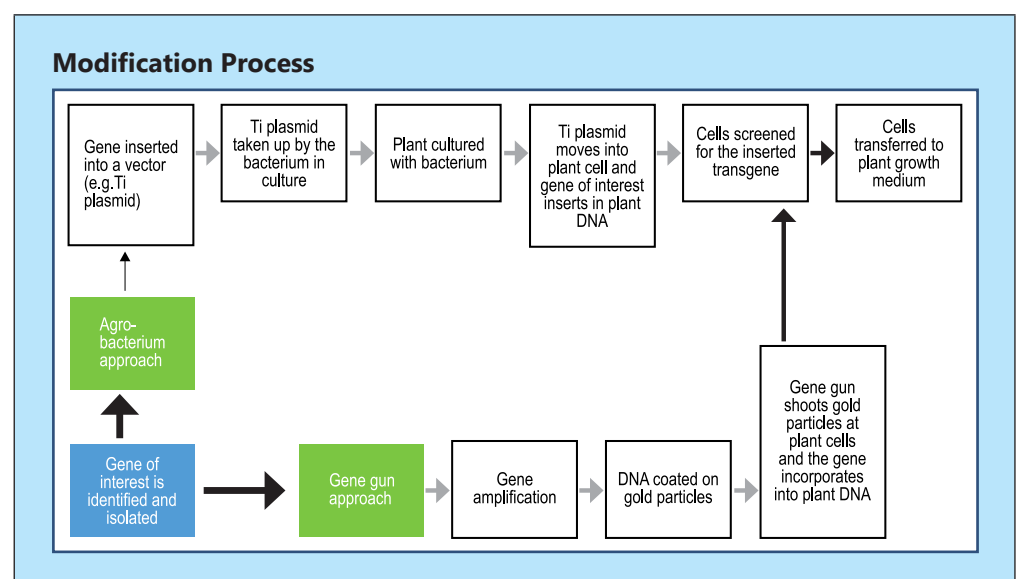 Modification Process
Gene inserted
into a vector
(e.g.Ti
plasmid)
Ti plasmid
taken up by the
bacterium in
culture
Plant cultured
with bacterium
Ti plasmid
moves into
plant cell and
gene of interest
inserts in plant
DNA
Cells screened
for the inserted
transgene
Cells
transferred to
plant growth
medium
Agro-
bacterium
approach
Gene of
interest is
identified and
isolated
Gene gun
approach
Gene
amplification
DNA coated on
gold particles
Gene gun
shoots gold
particles at
plant cells
and the gene
incorporates
into plant DNA